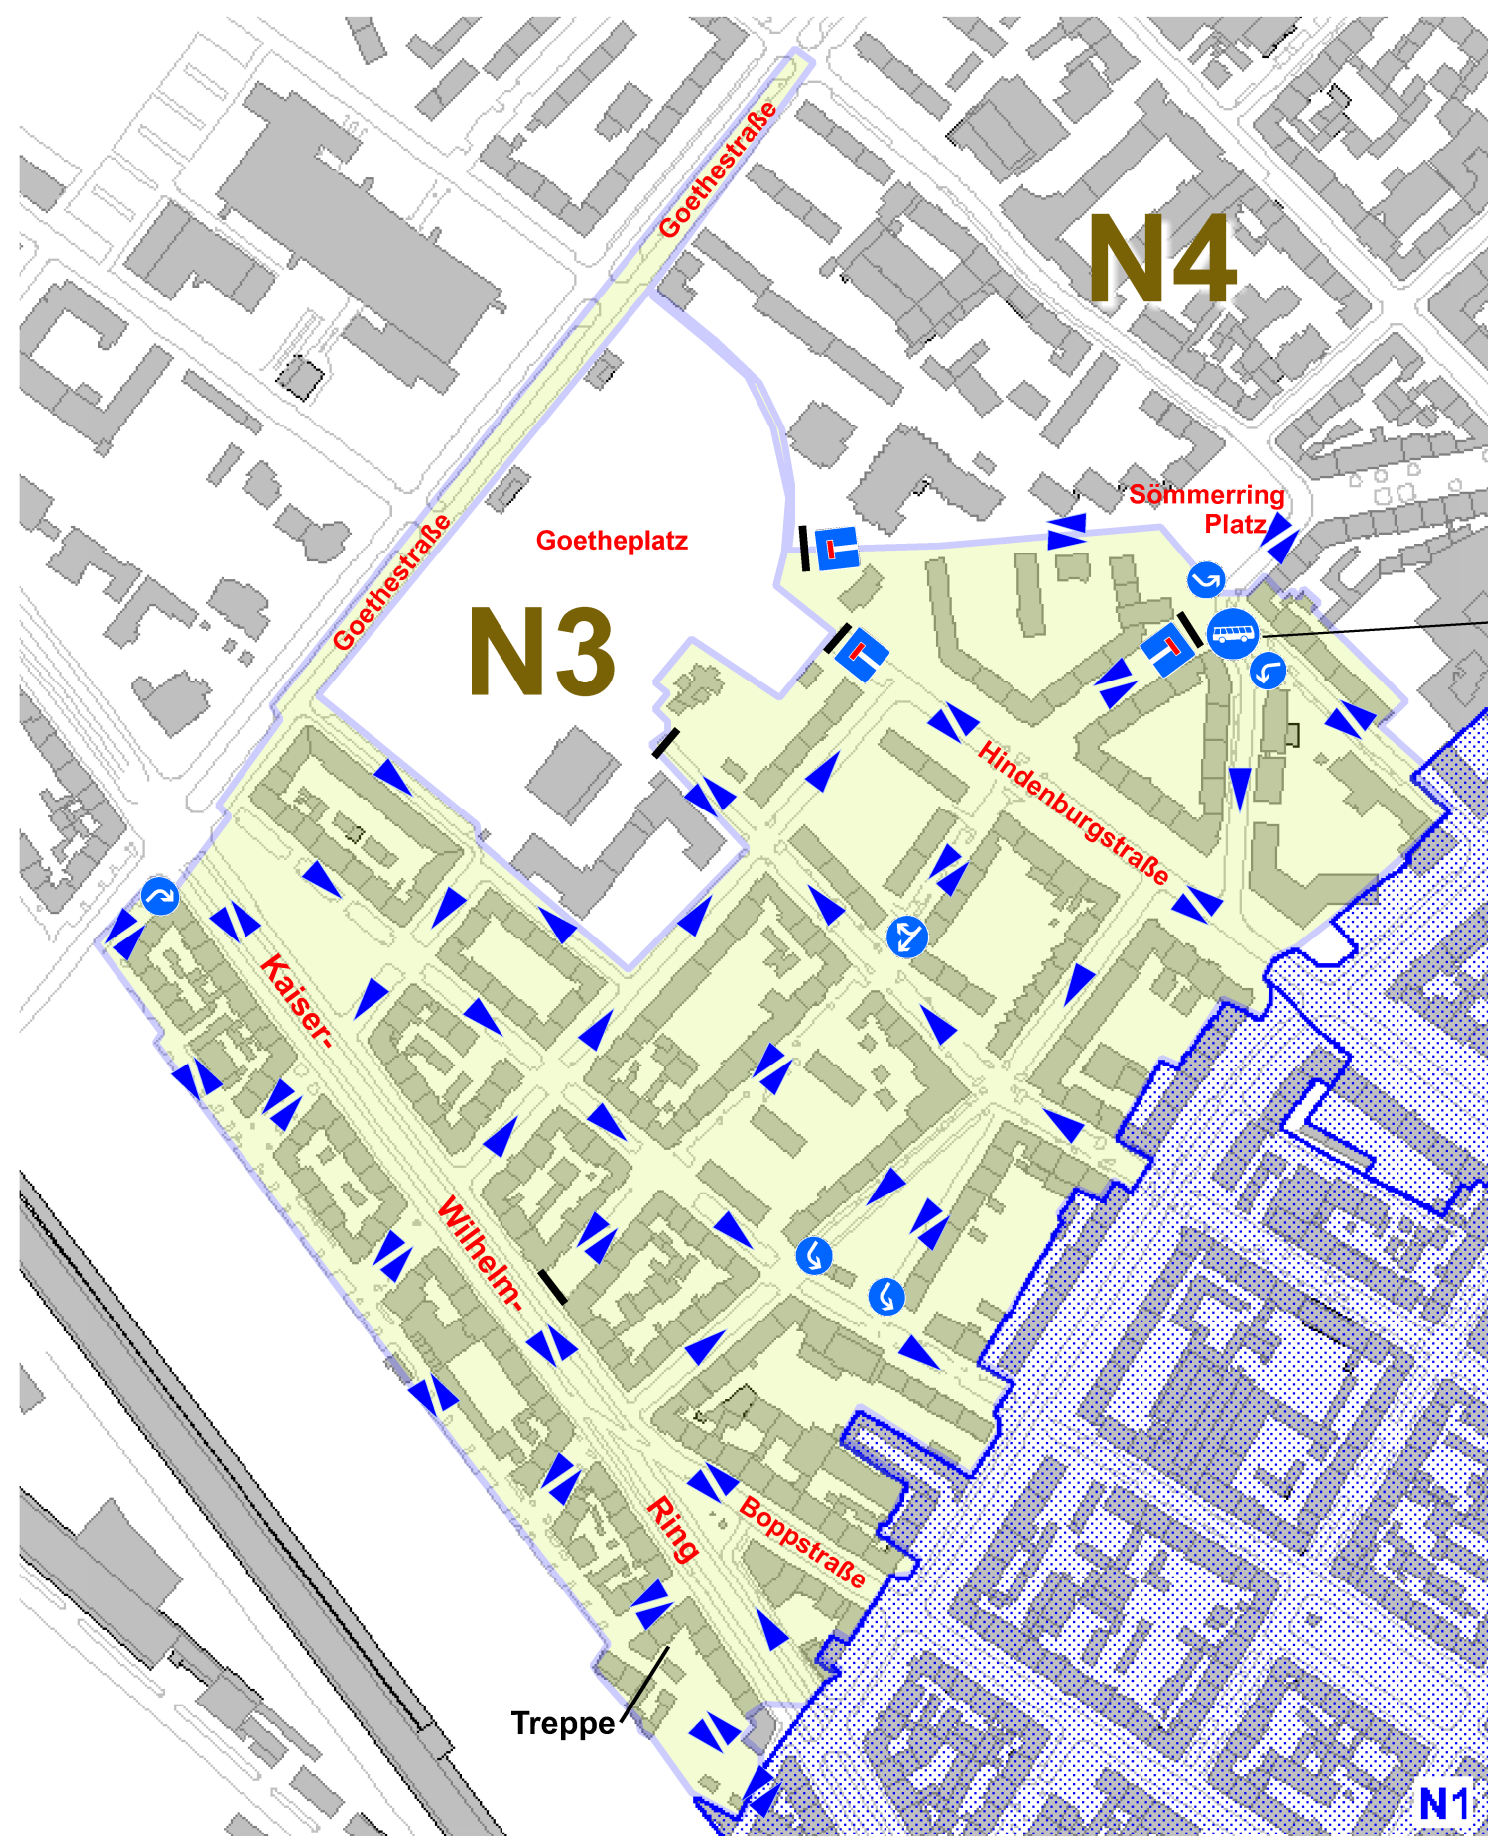 Goethestraße
N4
Sömmerring
Platz
Goetheplatz
Goethestraße
N3
Hindenburgstraße
Kaiser-
Wilhelm-
Ring
Boppstraße
Treppe
N1